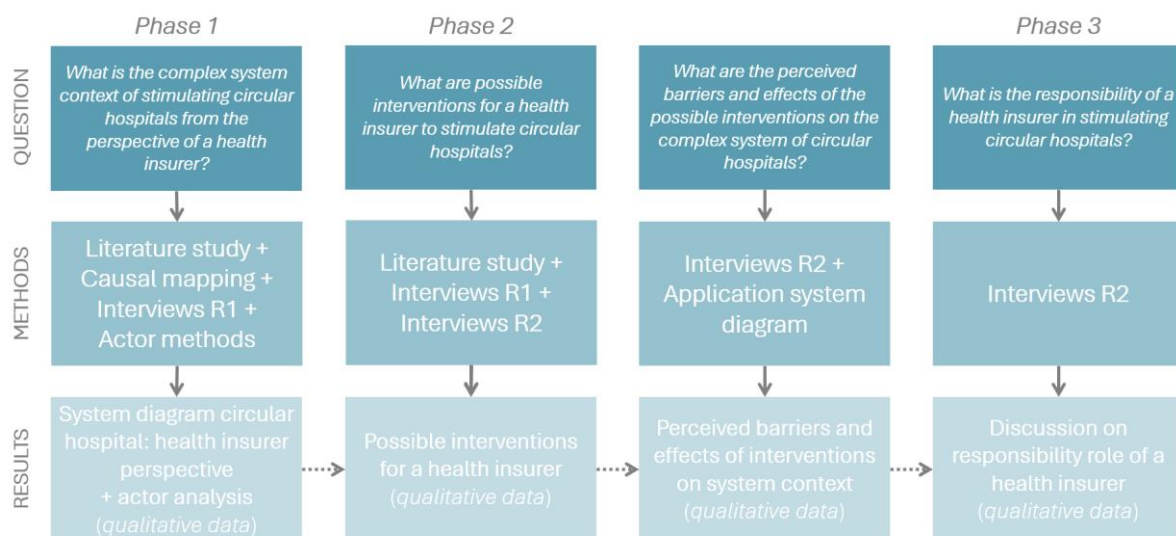 Phase 1
Phase 2
Phase 3
QUESTION
What is the complex system
context of stimulating circular
hospitals from the
perspective of a health
insurer?
What are possible
interventions for a health
insurer to stimulate circular
hospitals?
What are the perceived
barriers and effects of the
possible interventions on the
complex system of circular
hospitals?
What is the responsibility of a
health insurer in stimulating
circular hospitals?
METHODS
Literature study +
Causal mapping +
Interviews R1 +
Actor methods
Literature study +
Interviews R1 +
Interviews R2
Interviews R2 +
Application system
diagram
Interviews R2
RESULTS
System diagram circular
hospital: health insurer
perspective
+ actor analysis
(qualitative data)
Possible interventions
for a health insurer
(qualitative data)
Perceived barriers and
effects of interventions
on system context
(qualitative data)
Discussion on
responsibility role of a
health insurer
(qualitative data)